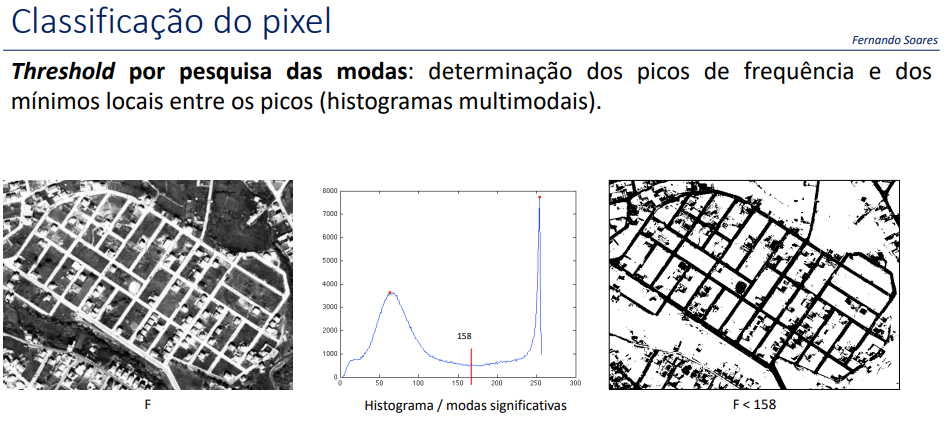 Classificação do pixel
Fernando Soares
Threshold por pesquisa das modas: determinação dos picos de frequência e dos
mínimos locais entre os picos (histogramas multimodais).
8000
7000
6000
5000
4000
3000
2000
1000
0
158
0 50 100 150 200 250 300
F
Histograma / modas significativas
F < 158